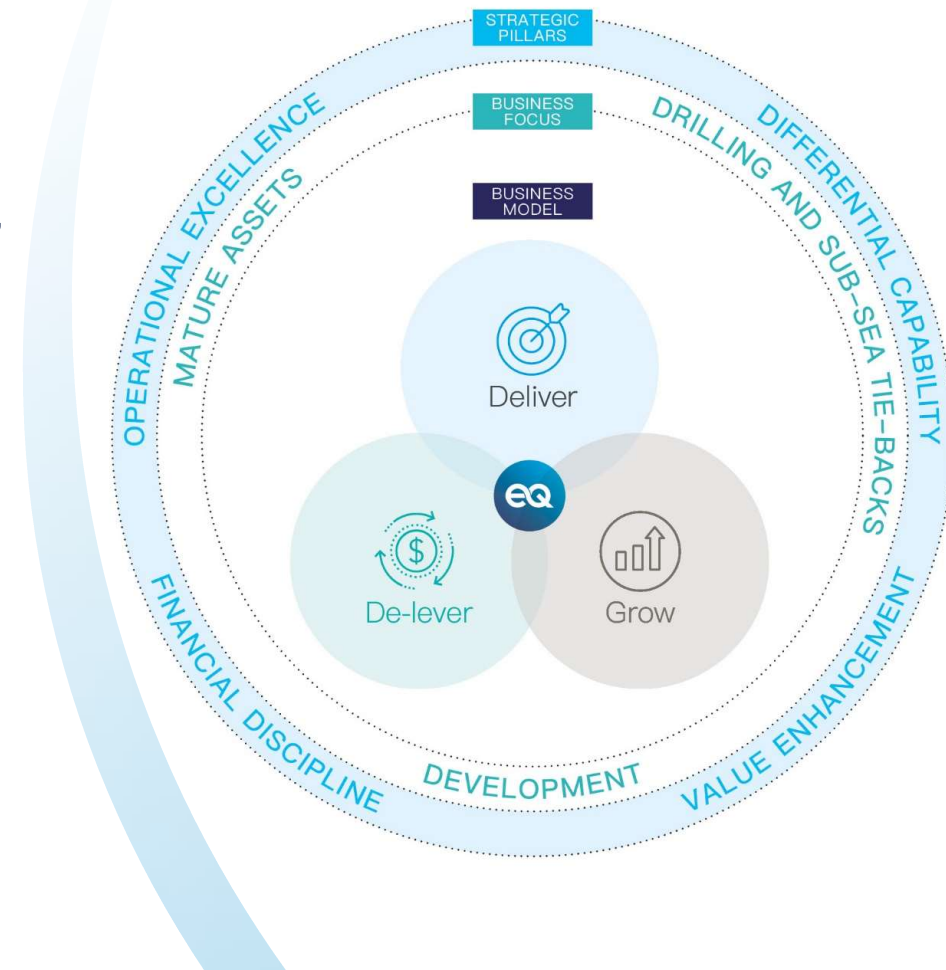 STRATEGIC
PILLARS
OPERATIONAL EXCELLENCE
DIFFERENTIAL CAPABILITY
FINANCIAL DISCIPLINE
VALUE ENHANCEMENT
BUSINESS
FOCUS
MATURE ASSETS
DRILLING AND SUB-SEA TIE-BACKS
DEVELOPMENT
BUSINESS
MODEL
Deliver
$
De-lever
EQ
Grow